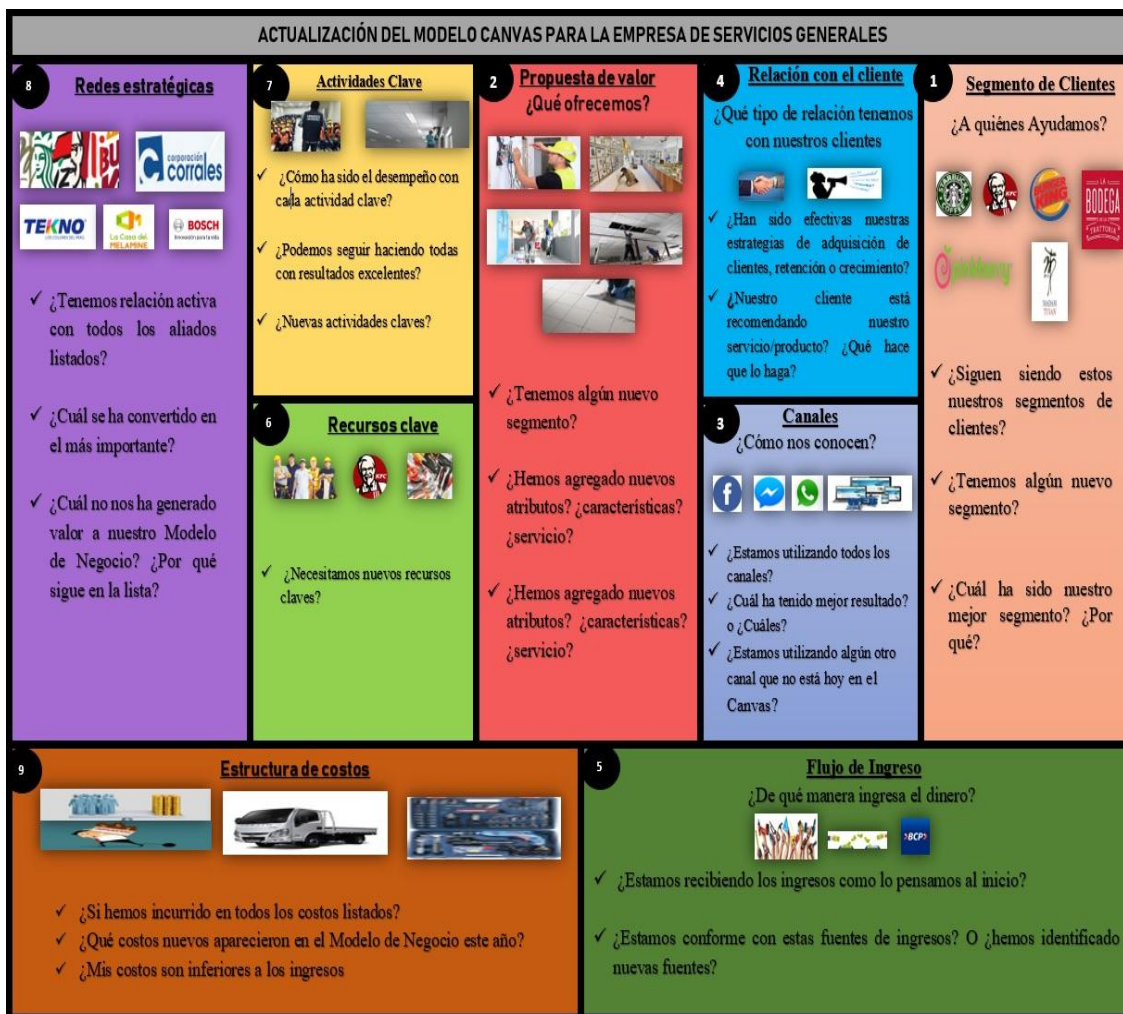 ACTUALIZACIÓN DEL MODELO CANVAS PARA LA EMPRESA DE SERVICIOS GENERALES
8
Redes estratégicas
corporación
corrales
TEKNO
La Casa del
MELAMINE
BOSCH
Innovación para tu vida
✓ ¿Tenemos relación activa
con todos los aliados
listados?
✓ ¿Cuál se ha convertido en
el más importante?
✓ ¿Cuál no nos ha generado
valor a nuestro Modelo
de Negocio? ¿Por qué
sigue en la lista?
7
Actividades Clave
✓ ¿Cómo ha sido el desempeño con
cada actividad clave?
✓ ¿Podemos seguir haciendo todas
con resultados excelentes?
✓ ¿Nuevas actividades claves?
6
Recursos clave
KFC
✓ ¿Necesitamos nuevos recursos
claves?
2
Propuesta de valor
¿Qué ofrecemos?
✓ ¿Tenemos algún nuevo
segmento?
✓ ¿Hemos agregado nuevos
atributos? ¿características?
¿servicio?
✓ ¿Hemos agregado nuevos
atributos? ¿características?
¿servicio?
4
Relación con el cliente
¿Qué tipo de relación tenemos
con nuestros clientes
✓ ¿Han sido efectivas nuestras
estrategias de adquisición de
clientes, retención o crecimiento?
✓ ¿Nuestro cliente está
recomendando nuestro
servicio/producto? ¿Qué hace
que lo haga?
3
Canales
¿Cómo nos conocen?
✓ ¿Estamos utilizando todos los
canales?
✓ ¿Cuál ha tenido mejor resultado?
o ¿Cuáles?
✓ ¿Estamos utilizando algún otro
canal que no está hoy en el
Canvas?
1
Segmento de Clientes
¿A quiénes Ayudamos?
KFC
BURGER
KING
LA
BODEGA
DE LA
TRATTORIA
pinkberry
✓ ¿Siguen siendo estos
nuestros segmentos de
clientes?
✓ ¿Tenemos algún nuevo
segmento?
✓ ¿Cuál ha sido nuestro
mejor segmento? ¿Por
qué?
9
Estructura de costos
✓ ¿Si hemos incurrido en todos los costos listados?
✓ ¿Qué costos nuevos aparecieron en el Modelo de Negocio este año?
✓ ¿Mis costos son inferiores a los ingresos
5
Flujo de Ingreso
¿De qué manera ingresa el dinero?
›BCP›
✓ ¿Estamos recibiendo los ingresos como lo pensamos al inicio?
✓ ¿Estamos conforme con estas fuentes de ingresos? O ¿hemos identificado
nuevas fuentes?